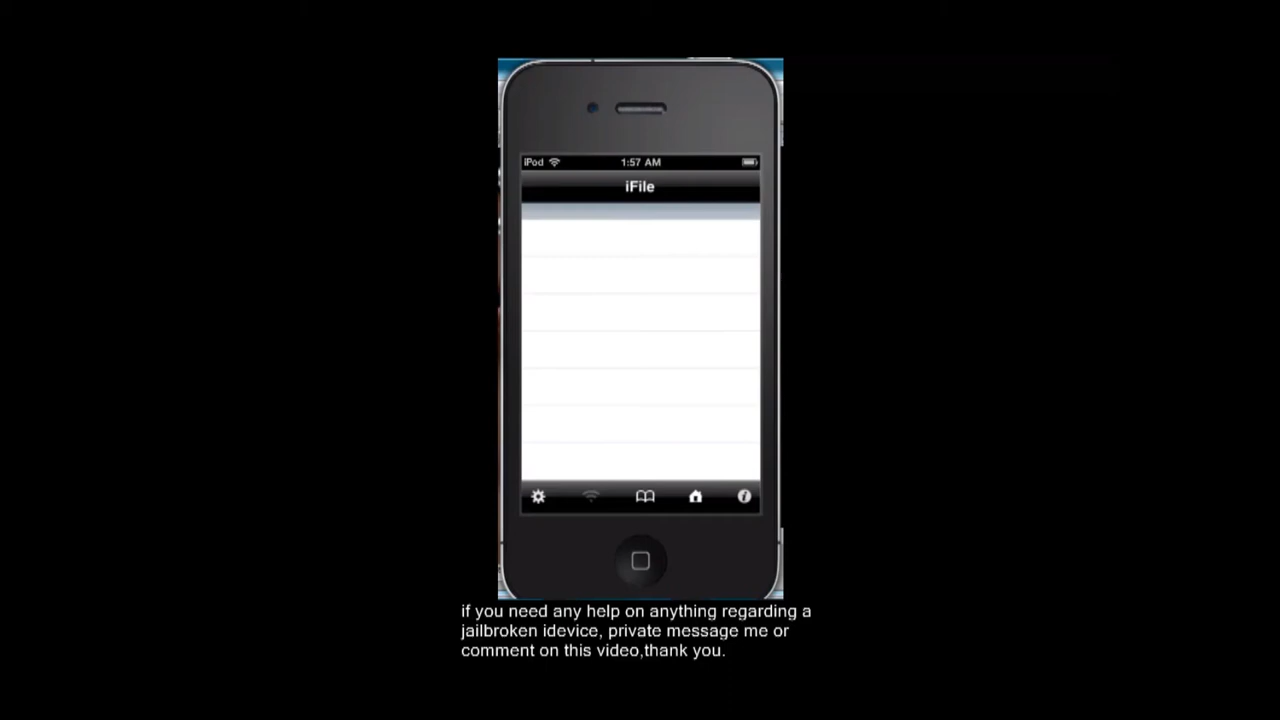 iPod 1:57 AM
iFile
if you need any help on anything regarding a
jailbroken idevice, private message me or
comment on this video,thank you.